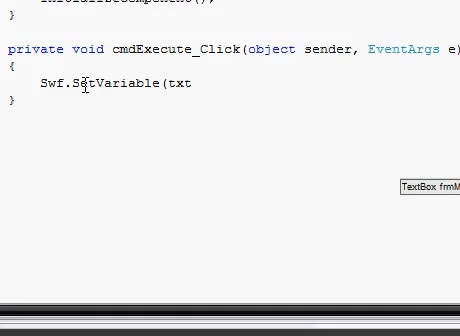 }
private void cmdExecute_Click(object sender, EventArgs e)
{
Swf.SetVariable(txt
}
TextBox frmM